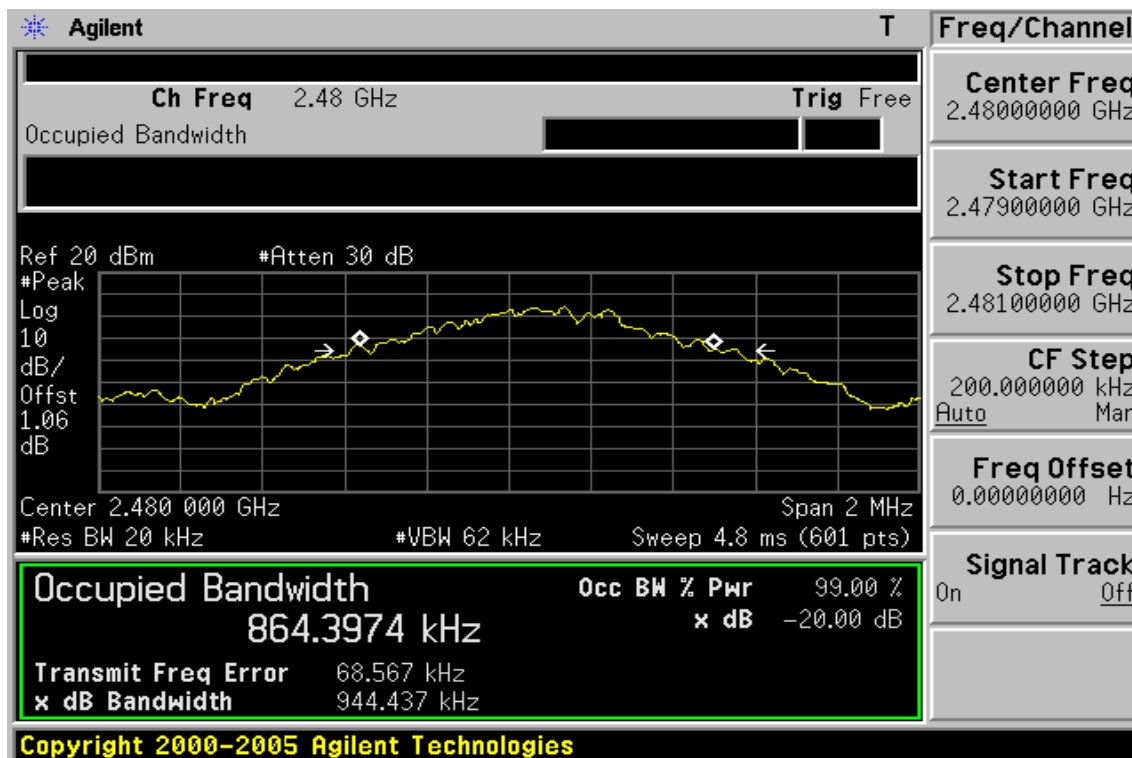 Agilent T Freq/Channel
Ch Freq 2.48 GHz Trig Free
Occupied Bandwidth
Center Freq
2.48000000 GHz
Start Freq
2.47900000 GHz
Stop Freq
2.48100000 GHz
CF Step
200.000000 kHz
Auto Man
Freq Offset
0.00000000 Hz
Signal Track
On Off
Ref 20 dBm #Atten 30 dB
#Peak
Log
10
dB/
Offst
1.06
dB
Center 2.480 000 GHz Span 2 MHz
#Res BW 20 kHz #VBW 62 kHz Sweep 4.8 ms (601 pts)
Occupied Bandwidth Occ BW % Pwr 99.00 %
864.3974 kHz x dB -20.00 dB
Transmit Freq Error 68.567 kHz
x dB Bandwidth 944.437 kHz
Copyright 2000-2005 Agilent Technologies